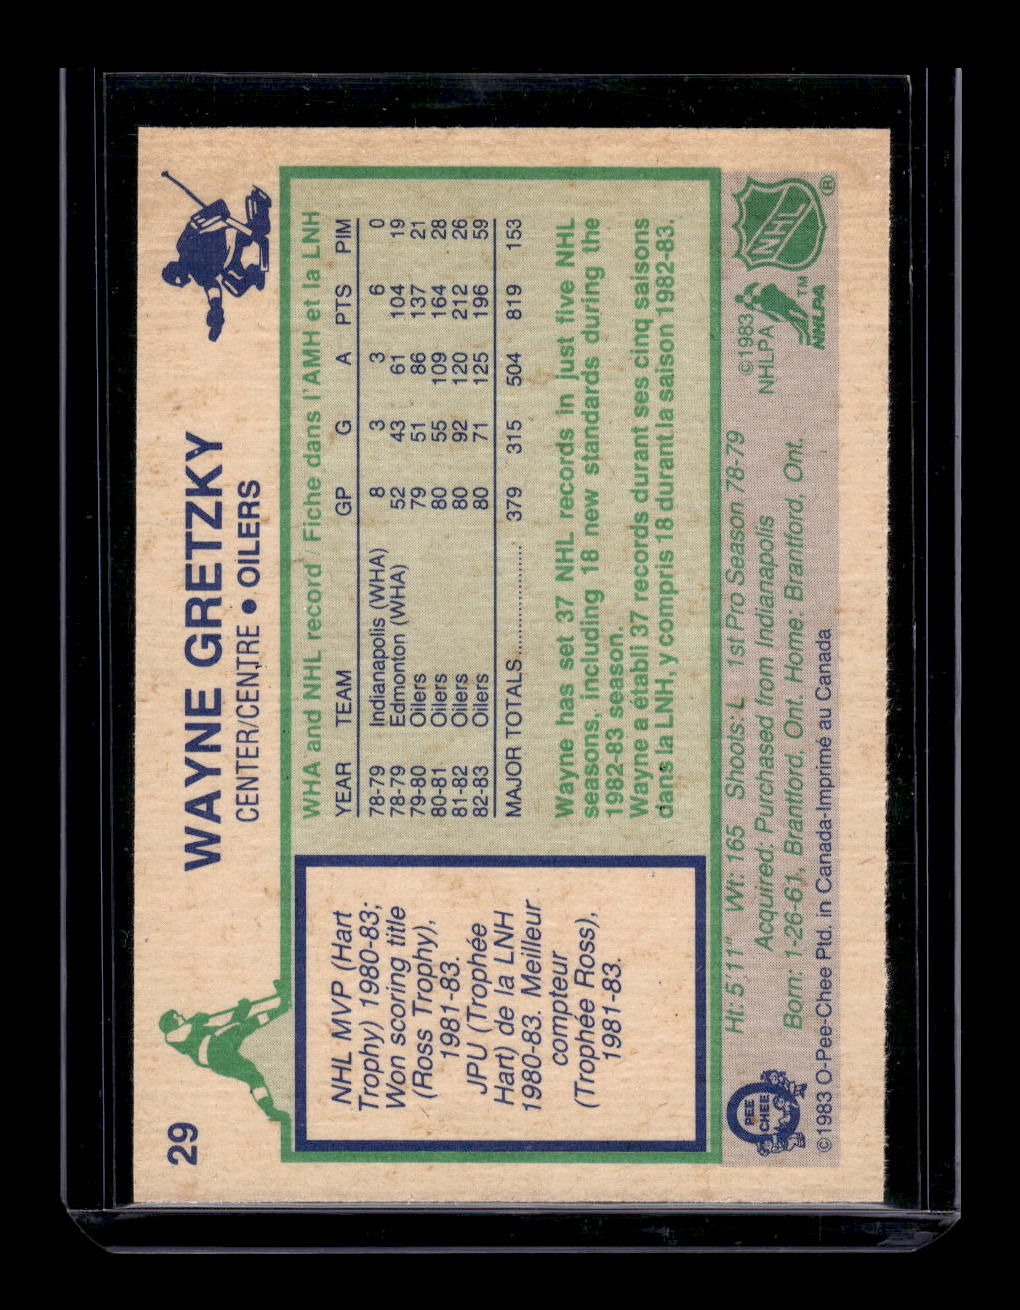 29
WAYNE GRETZKY
CENTER/CENTRE • OILERS
NHL MVP (Hart
Trophy) 1980-83;
Won scoring title
(Ross Trophy),
1981-83.
JPU (Trophée
Hart) de la LNH
1980-83. Meilleur
compteur
(Trophée Ross),
1981-83.
WHA and NHL record / Fiche dans l'AMH et la LNH
YEAR TEAM GP G A PTS PIM
78-79 Indianapolis (WHA) 8 3 3 6 0
78-79 Edmonton (WHA) 52 43 61 104 19
79-80 Oilers 79 51 86 137 21
80-81 Oilers 80 55 109 164 28
81-82 Oilers 80 92 120 212 26
82-83 Oilers 80 71 125 196 59
MAJOR TOTALS.................. 379 315 504 819 153
Wayne has set 37 NHL records in just five NHL
seasons, including 18 new standards during the
1982-83 season.
Wayne a établi 37 records durant ses cinq saisons
dans la LNH, y compris 18 durant la saison 1982-83.
Ht: 5'11" Wt: 165 Shoots: L 1st Pro Season 78-79
Acquired: Purchased from Indianapolis
Born: 1-26-61, Brantford, Ont. Home: Brantford, Ont.
©1983 O-Pee-Chee Ptd. in Canada-Imprimé au Canada
O
PEE
CHEE
©1983
NHLPA
NHLPA
TM
NHL
®